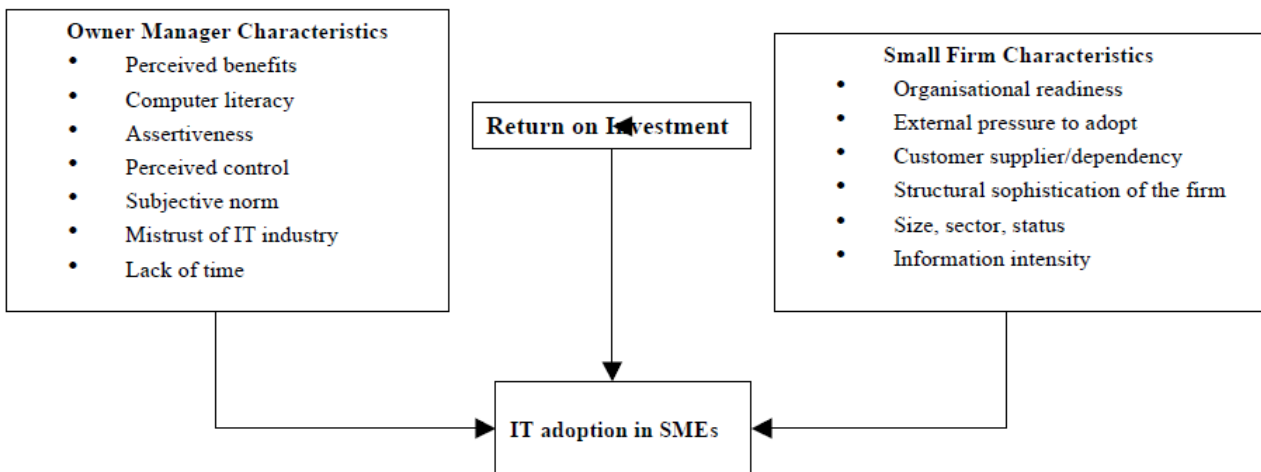 Owner Manager Characteristics
• Perceived benefits
• Computer literacy
• Assertiveness
• Perceived control
• Subjective norm
• Mistrust of IT industry
• Lack of time
Return on Investment
Small Firm Characteristics
• Organisational readiness
• External pressure to adopt
• Customer supplier/dependency
• Structural sophistication of the firm
• Size, sector, status
• Information intensity
IT adoption in SMEs